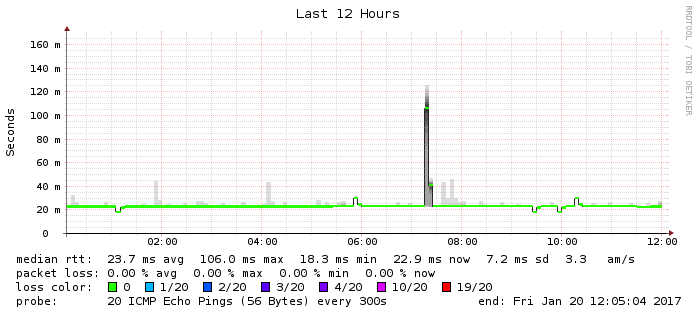 Last 12 Hours
RRDTOOL / TOBI OETIKER
Seconds
160 m
140 m
120 m
100 m
80 m
60 m
40 m
20 m
0
02:00 04:00 06:00 08:00 10:00 12:00
median rtt: 23.7 ms avg 106.0 ms max 18.3 ms min 22.9 ms now 7.2 ms sd 3.3 am/s
packet loss: 0.00 % avg 0.00 % max 0.00 % min 0.00 % now
loss color: 0 1/20 2/20 3/20 4/20 10/20 19/20
probe: 20 ICMP Echo Pings (56 Bytes) every 300s end: Fri Jan 20 12:05:04 2017